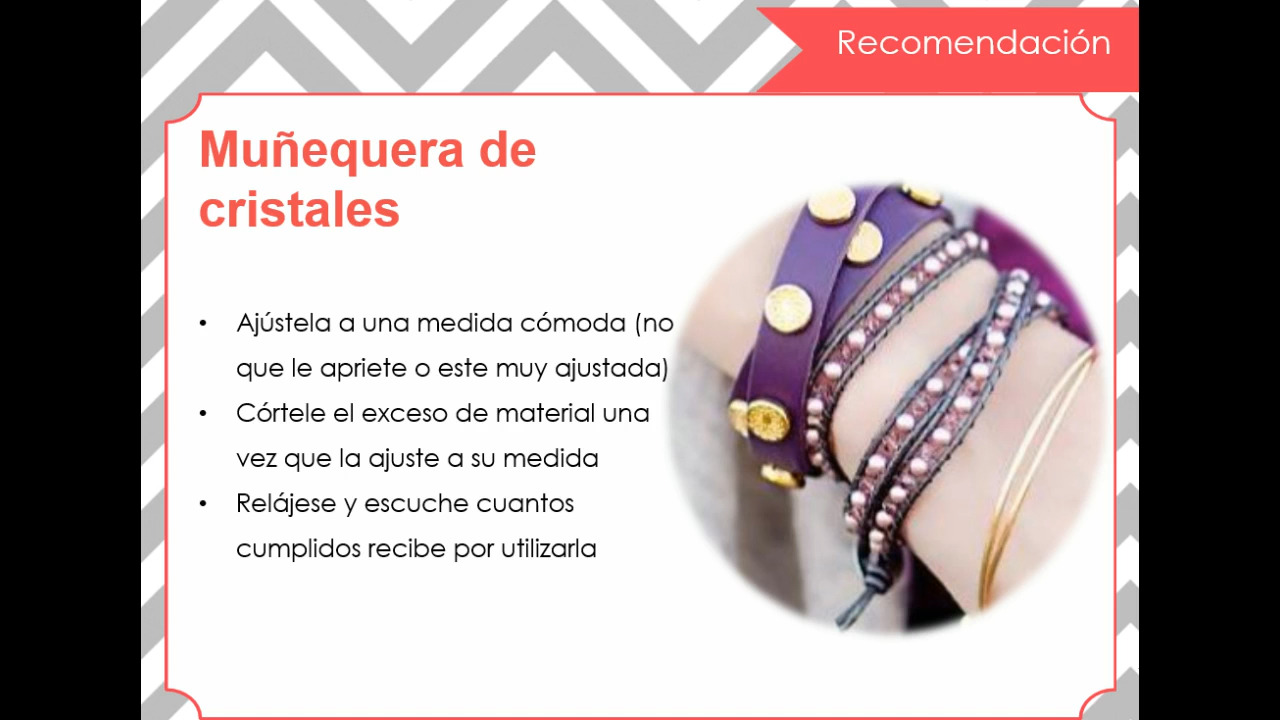 Recomendación
Muñequera de
cristales
• Ajústela a una medida cómoda (no
que le apriete o este muy ajustada)
• Córtele el exceso de material una
vez que la ajuste a su medida
• Relájese y escuche cuantos
cumplidos recibe por utilizarla